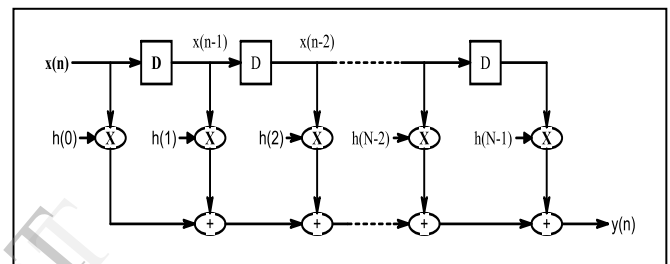 x(n-1) x(n-2)
x(n) D D D
h(0) X h(1) X h(2) X h(N-2) X h(N-1) X
+ + + + y(n)